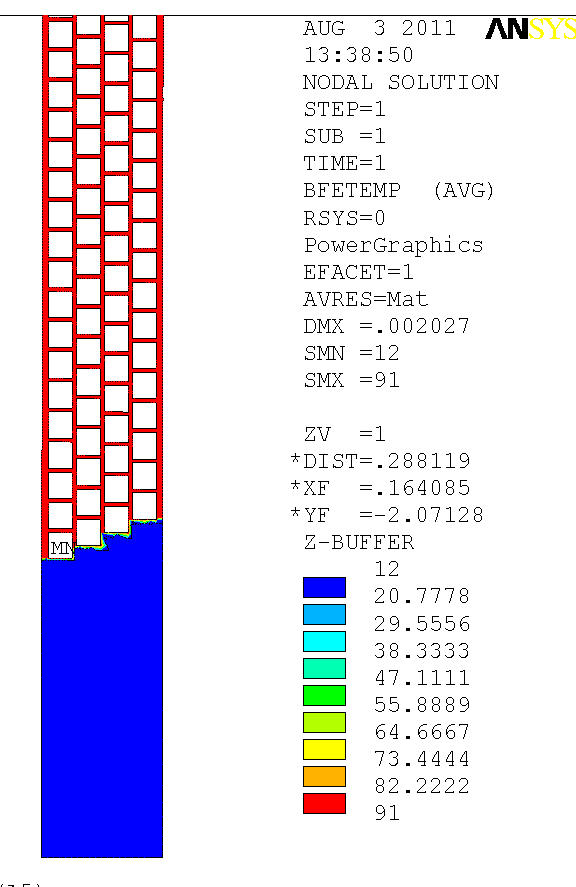 AUG 3 2011 ANSYS
13:38:50
NODAL SOLUTION
STEP=1
SUB =1
TIME=1
BFETEMP (AVG)
RSYS=0
PowerGraphics
EFACET=1
AVRES=Mat
DMX =.002027
SMN =12
SMX =91
ZV =1
*DIST=.288119
*XF =.164085
*YF =-2.07128
Z-BUFFER
12
20.7778
29.5556
38.3333
47.1111
55.8889
64.6667
73.4444
82.2222
91
MN